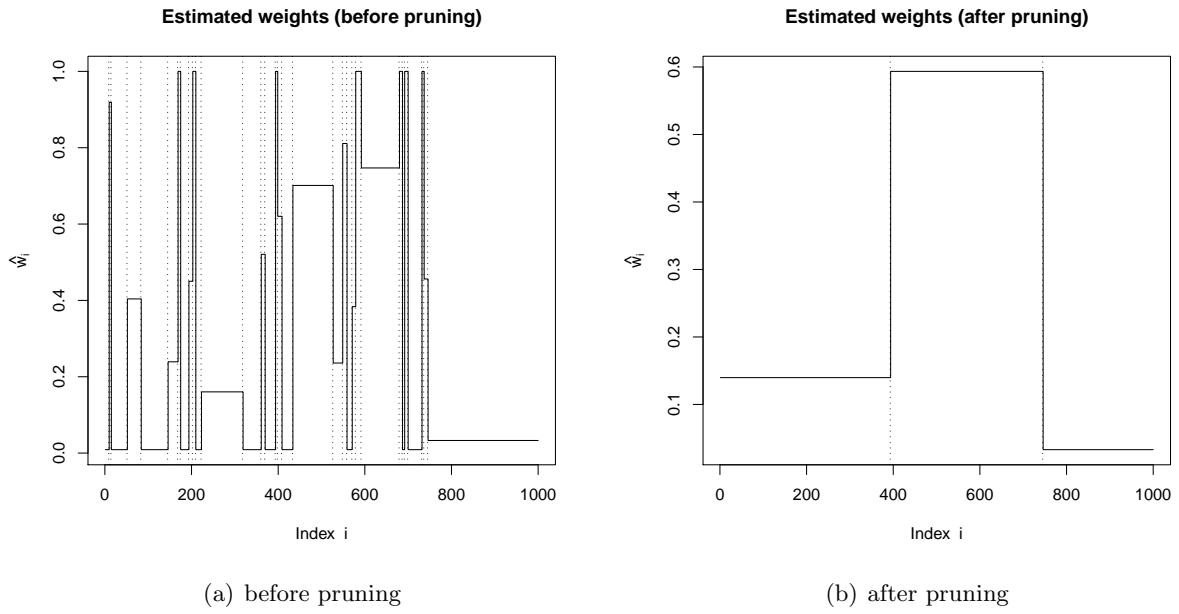 Estimated weights (before pruning)
1.0
0.8
0.6
0.4
0.2
0.0
ŵi
0 200 400 600 800 1000
Index i
(a) before pruning
Estimated weights (after pruning)
0.6
0.5
0.4
0.3
0.2
0.1
ŵi
0 200 400 600 800 1000
Index i
(b) after pruning